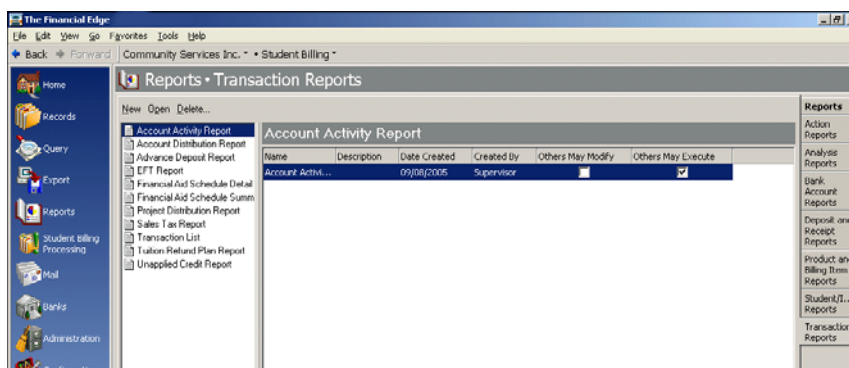 The Financial Edge
File Edit View Go Favorites Tools Help
Back Forward Community Services Inc. • Student Billing
Reports • Transaction Reports
Home
Records
Query
Export
Reports
Student Billing
Processing
Mail
Banks
Administration
New Open Delete...
Account Activity Report
Account Distribution Report
Advance Deposit Report
EFT Report
Financial Aid Schedule Detail
Financial Aid Schedule Summ
Project Distribution Report
Sales Tax Report
Transaction List
Tuition Refund Plan Report
Unapplied Credit Report
Account Activity Report
Name Description Date Created Created By Others May Modify Others May Execute
Account Activi... 09/08/2005 Supervisor
Reports
Action
Reports
Analysis
Reports
Bank
Account
Reports
Deposit and
Receipt
Reports
Product an
Billing Item
Reports
Student/I...
Reports
Transaction
Reports